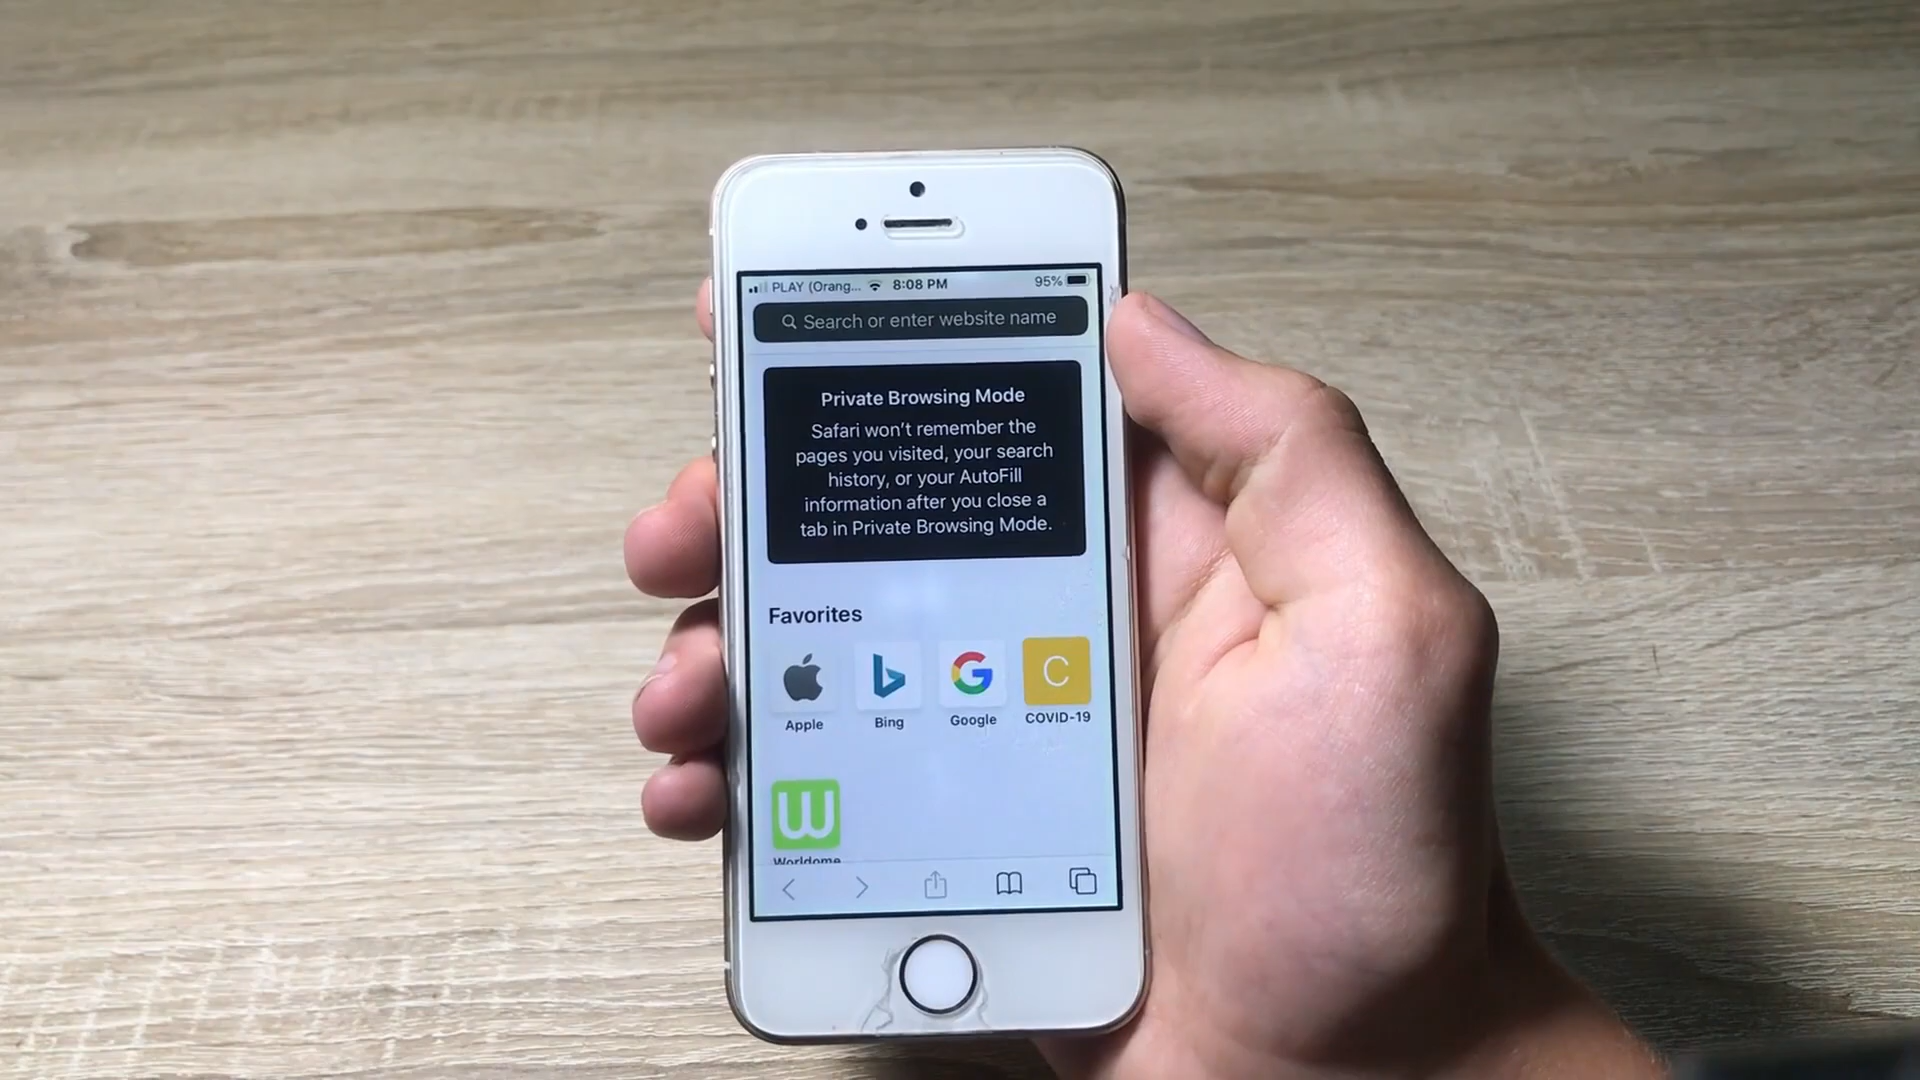 PLAY (Orang... 8:08 PM 95%
Search or enter website name
Private Browsing Mode
Safari won't remember the
pages you visited, your search
history, or your AutoFill
information after you close a
tab in Private Browsing Mode.
Favorites
C
Apple Bing Google COVID-19
W
Worldome